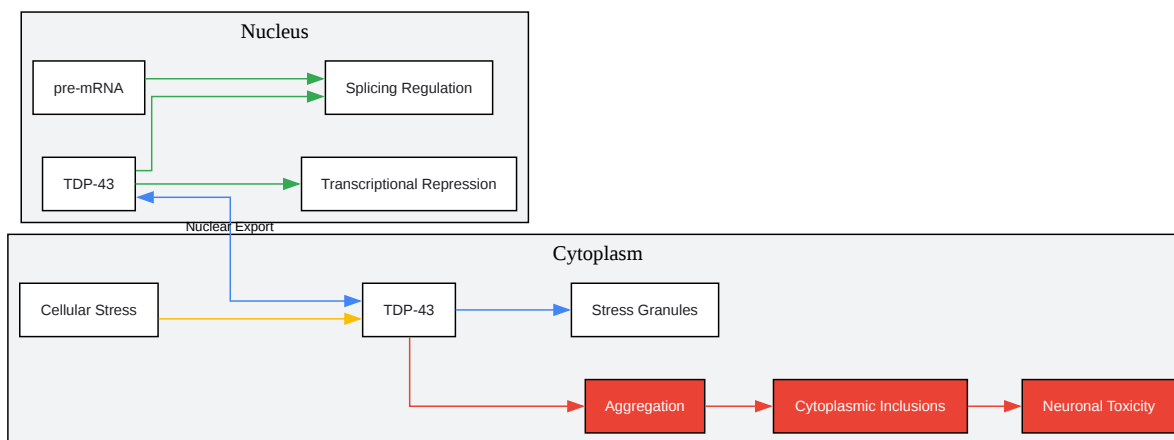 Nucleus
pre-mRNA
Splicing Regulation
TDP-43
Transcriptional Repression
Nuclear Export
Cytoplasm
Cellular Stress
TDP-43
Stress Granules
Aggregation
Cytoplasmic Inclusions
Neuronal Toxicity